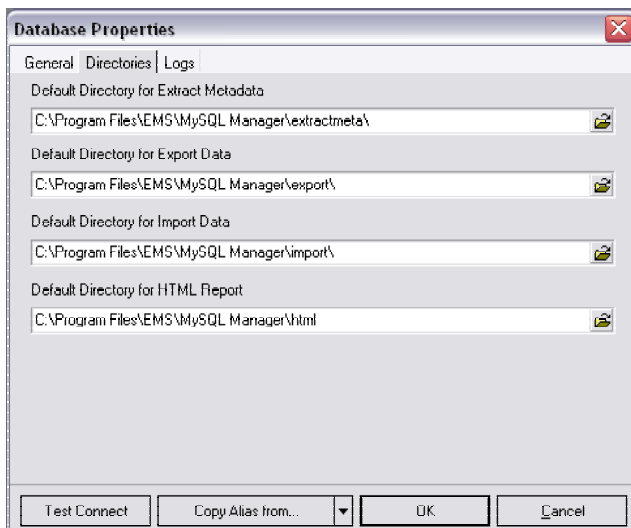 Database Properties
General Directories Logs
Default Directory for Extract Metadata
C:\Program Files\EMS\MySQL Manager\extractmeta\
Default Directory for Export Data
C:\Program Files\EMS\MySQL Manager\export\
Default Directory for Import Data
C:\Program Files\EMS\MySQL Manager\import\
Default Directory for HTML Report
C:\Program Files\EMS\MySQL Manager\html
Test Connect Copy Alias from... OK Cancel